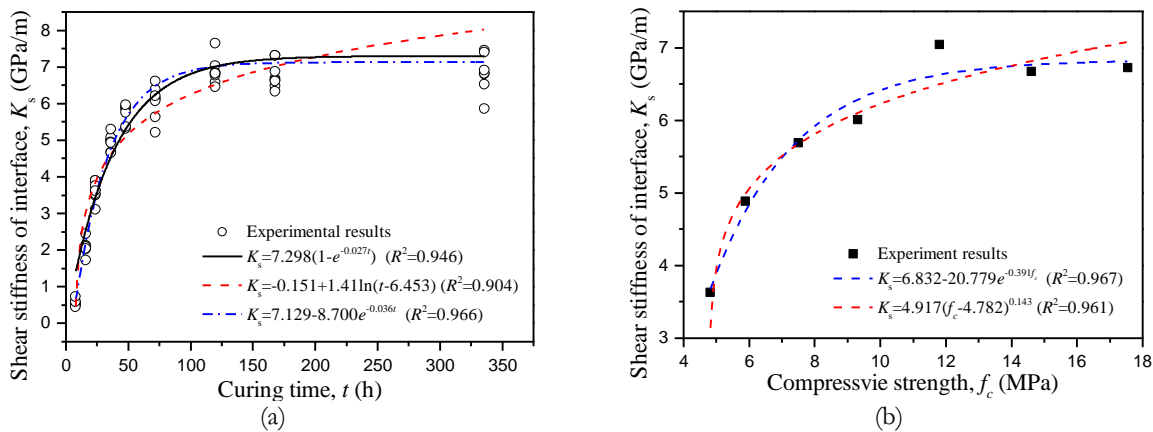 (a)
Shear stiffness of interface, Kₛ (GPa/m)
8
7
6
5
4
3
2
1
0
Experimental results
Kₛ=7.298(1-e^-0.027t) (R²=0.946)
Kₛ=-0.151+1.41ln(t-6.453) (R²=0.904)
Kₛ=7.129-8.700e^-0.036t (R²=0.966)
0 50 100 150 200 250 300 350
Curing time, t (h)
(a)
(b)
Shear stiffness of interface, Kₛ (GPa/m)
7
6
5
4
3
Experiment results
Kₛ=6.832-20.779e^-0.391f_c (R²=0.967)
Kₛ=4.917(f_c-4.782)^0.143 (R²=0.961)
4 6 8 10 12 14 16 18
Compressvie strength, f_c (MPa)
(b)